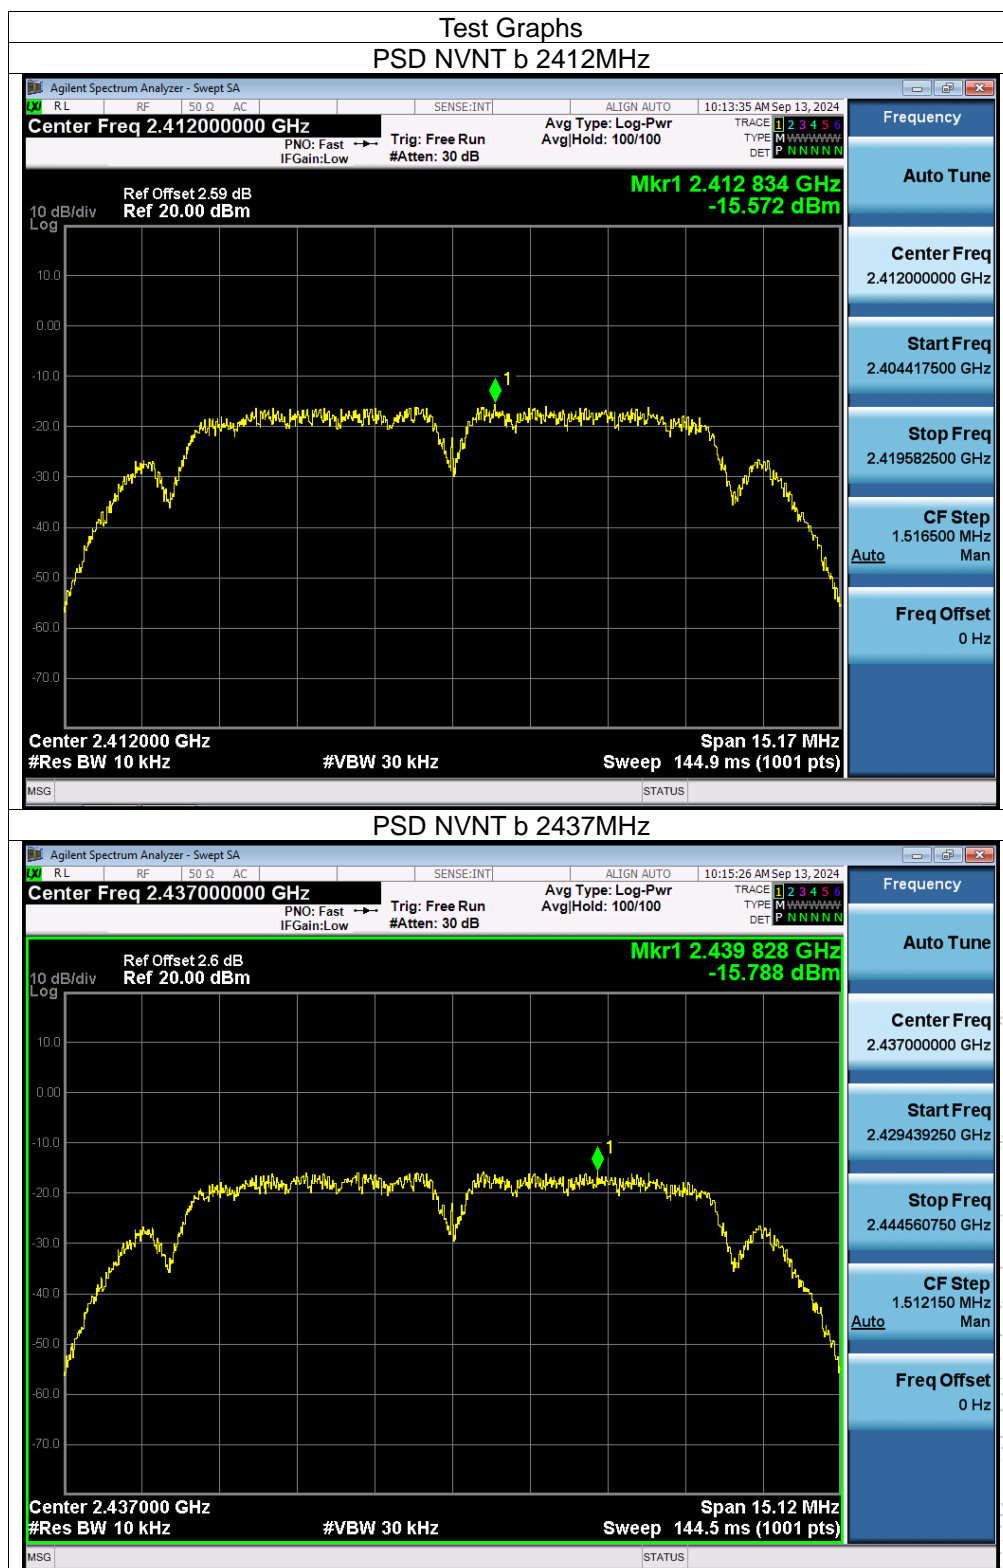 Test Graphs
PSD NVNT b 2412MHz
Agilent Spectrum Analyzer - Swept SA
LXI RL RF 50 Ω AC SENSE:INT ALIGN AUTO 10:13:35 AM Sep 13, 2024
Center Freq 2.412000000 GHz
PNO: Fast
IFGain:Low
Trig: Free Run
#Atten: 30 dB
Avg Type: Log-Pwr
Avg|Hold: 100/100
TRACE 1 2 3 4 5 6
TYPE M WWWWW
DET P N N N N N
Frequency
Auto Tune
Center Freq
2.412000000 GHz
Start Freq
2.404417500 GHz
Stop Freq
2.419582500 GHz
CF Step
1.516500 MHz
Auto Man
Freq Offset
0 Hz
Mkr1 2.412 834 GHz
-15.572 dBm
Ref Offset 2.59 dB
10 dB/div Ref 20.00 dBm
Log
10.0
0.00
-10.0
-20.0
-30.0
-40.0
-50.0
-60.0
-70.0
1
Center 2.412000 GHz Span 15.17 MHz
#Res BW 10 kHz #VBW 30 kHz Sweep 144.9 ms (1001 pts)
MSG STATUS
PSD NVNT b 2437MHz
Agilent Spectrum Analyzer - Swept SA
LXI RL RF 50 Ω AC SENSE:INT ALIGN AUTO 10:15:26 AM Sep 13, 2024
Center Freq 2.437000000 GHz
PNO: Fast
IFGain:Low
Trig: Free Run
#Atten: 30 dB
Avg Type: Log-Pwr
Avg|Hold: 100/100
TRACE 1 2 3 4 5 6
TYPE M WWWWW
DET P N N N N N
Frequency
Auto Tune
Center Freq
2.437000000 GHz
Start Freq
2.429439250 GHz
Stop Freq
2.444560750 GHz
CF Step
1.512150 MHz
Auto Man
Freq Offset
0 Hz
Mkr1 2.439 828 GHz
-15.788 dBm
Ref Offset 2.6 dB
10 dB/div Ref 20.00 dBm
Log
10.0
0.00
-10.0
-20.0
-30.0
-40.0
-50.0
-60.0
-70.0
1
Center 2.437000 GHz Span 15.12 MHz
#Res BW 10 kHz #VBW 30 kHz Sweep 144.5 ms (1001 pts)
MSG STATUS